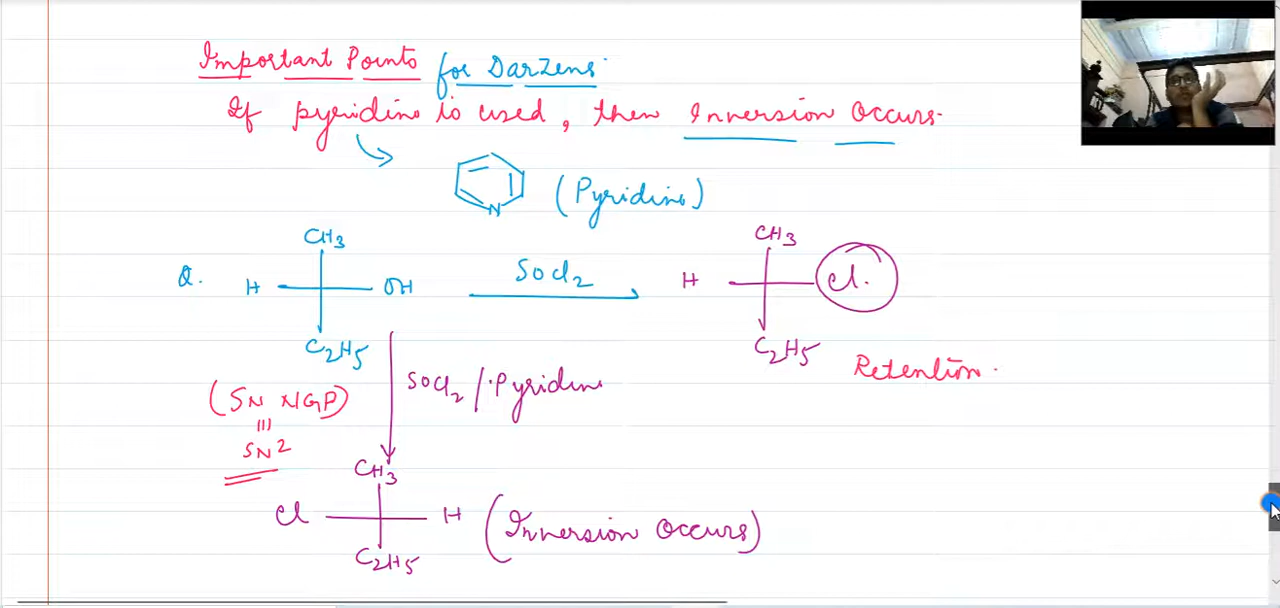 Important Points for Darzens.
If pyridine is used, then Inversion Occurs.
N (Pyridine)
CH3 CH3
Q. H OH SOCl2 H Cl.
C2H5 C2H5
SOCl2 / Pyridine Retention.
(SN NGP)
SN2
CH3
Cl H (Inversion Occurs)
C2H5